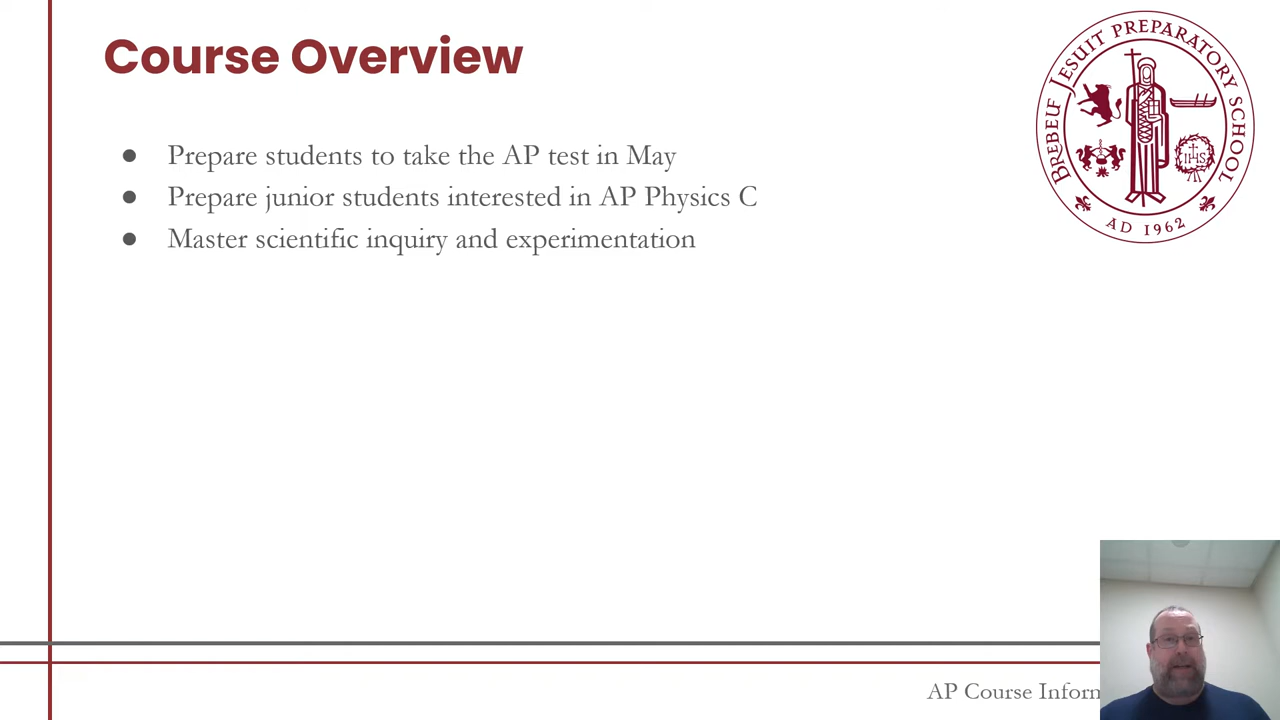 Course Overview
BREBEUF JESUIT PREPARATORY SCHOOL
IHS
AD 1962
● Prepare students to take the AP test in May
● Prepare junior students interested in AP Physics C
● Master scientific inquiry and experimentation
AP Course Inform